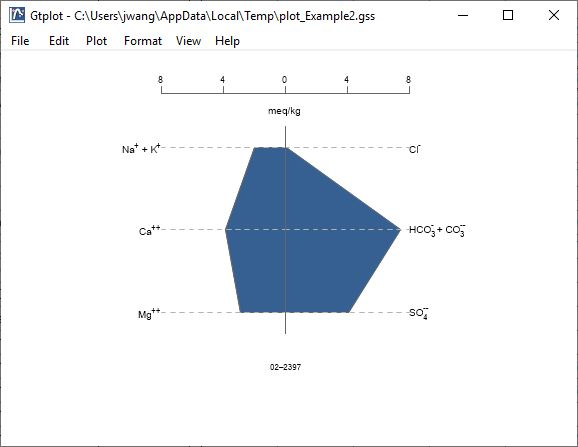 Gtplot - C:\Users\jwang\AppData\Local\Temp\plot_Example2.gss
File Edit Plot Format View Help
8 4 0 4 8
meq/kg
Na⁺ + K⁺ Cl⁻
Ca⁺⁺ HCO₃⁻ + CO₃⁻⁻
Mg⁺⁺ SO₄⁻⁻
02–2397